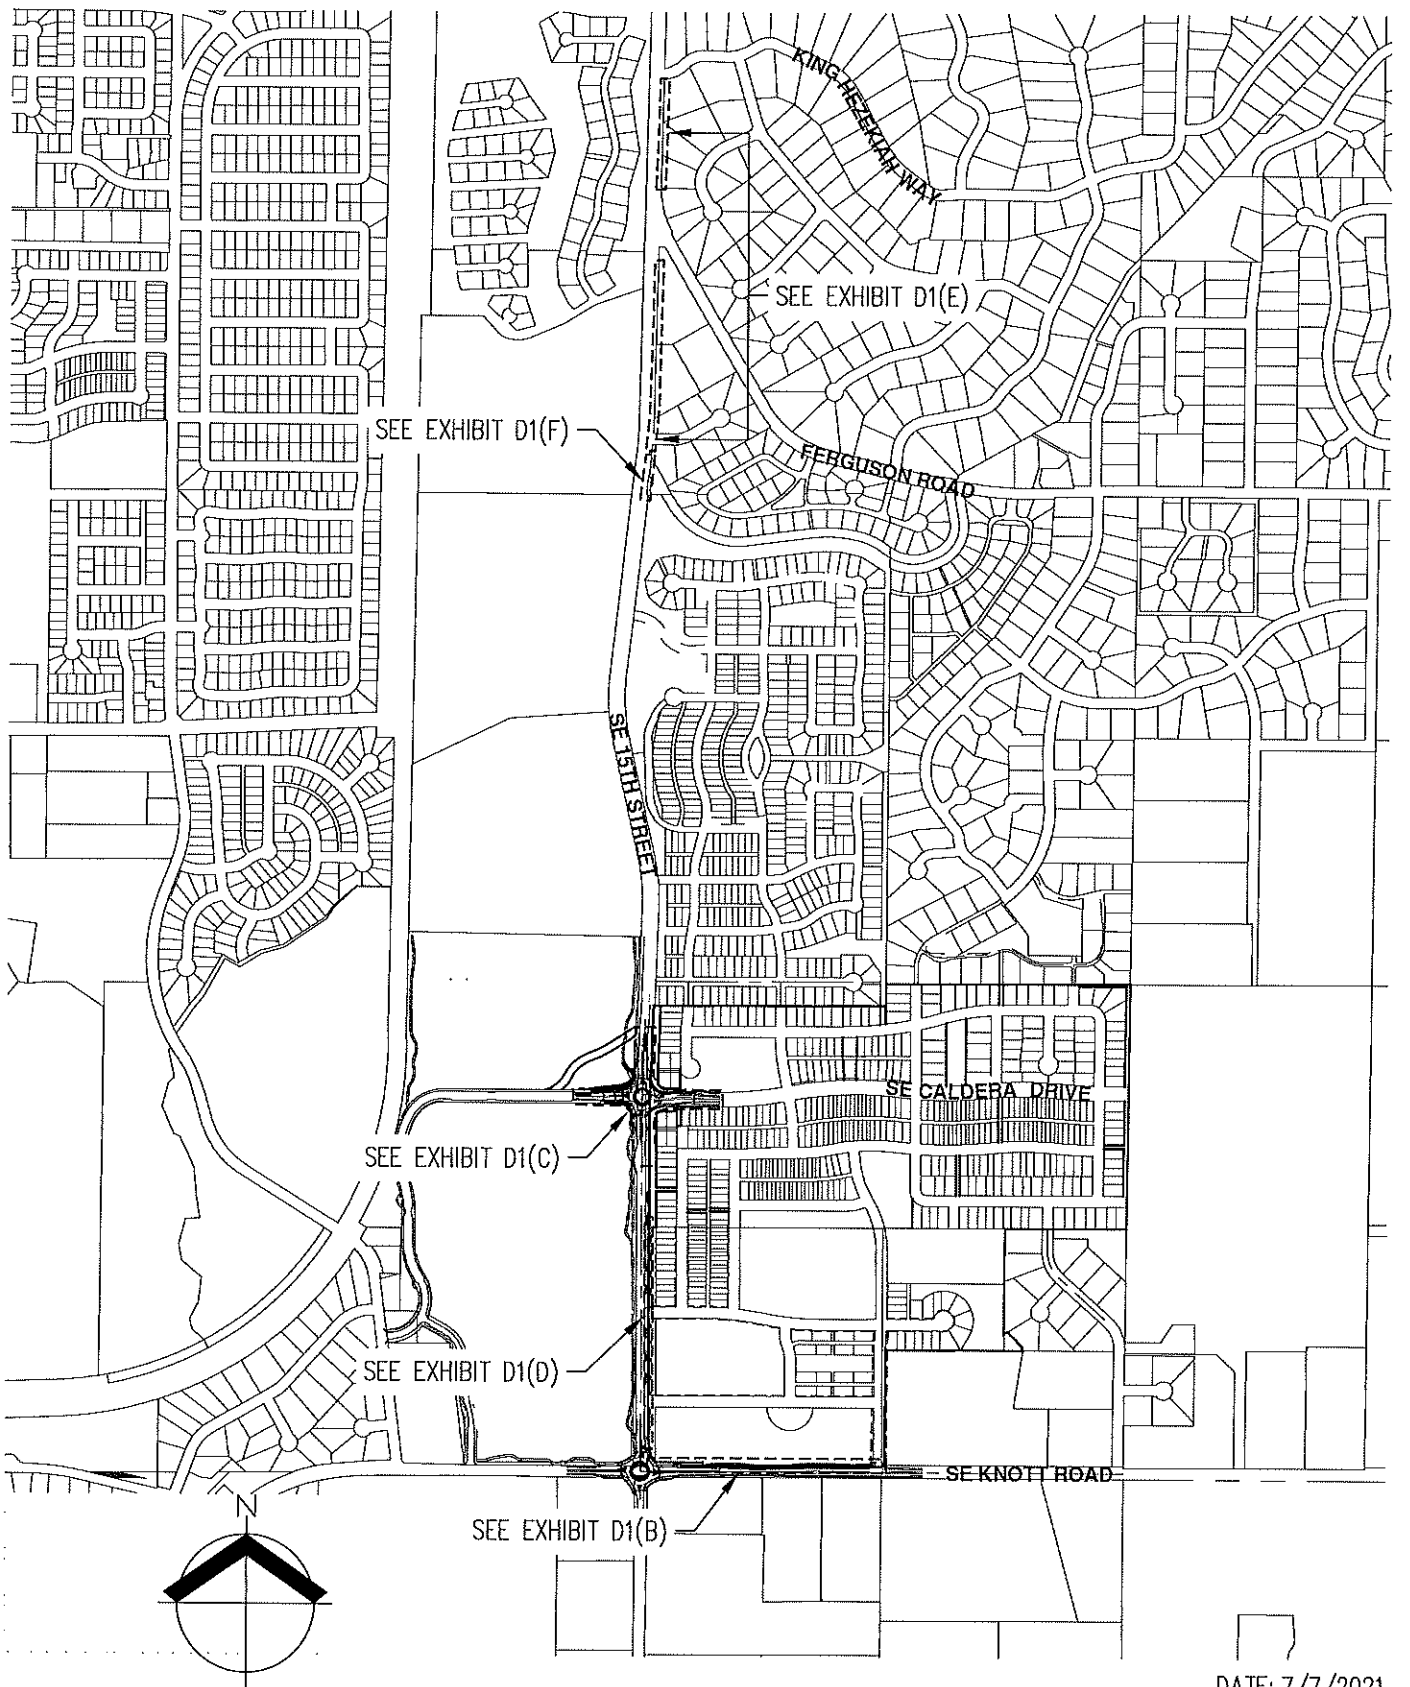 KING HEZEKIAH WAY
SEE EXHIBIT D1(E)
SEE EXHIBIT D1(F)
FERGUSON ROAD
SE 15TH STREET
SE CALDERA DRIVE
SEE EXHIBIT D1(C)
SEE EXHIBIT D1(D)
SE KNOTT ROAD
N
SEE EXHIBIT D1(B)
DATE: 7/7/2021